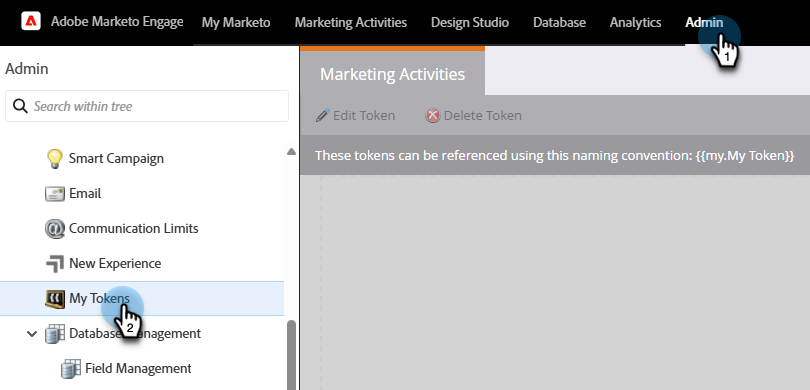 Adobe Marketo Engage My Marketo Marketing Activities Design Studio Database Analytics Admin
1
Admin
Search within tree
Smart Campaign
Email
Communication Limits
New Experience
My Tokens
2
Database Management
Field Management
Marketing Activities
Edit Token Delete Token
These tokens can be referenced using this naming convention: {{my.My Token}}